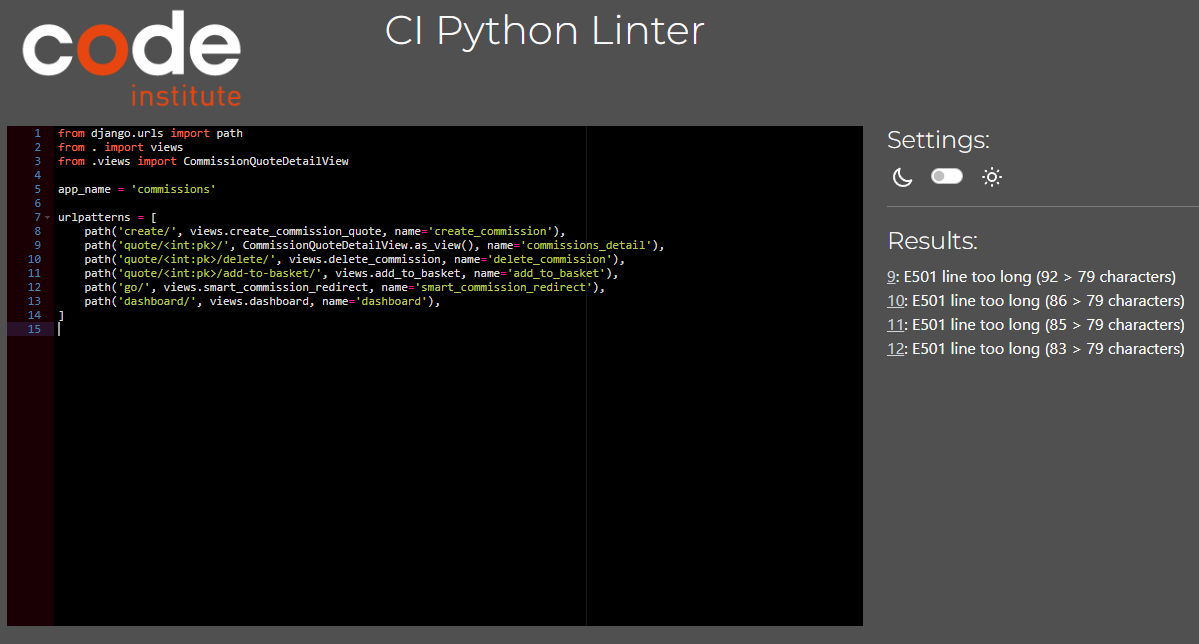 code
institute
CI Python Linter
1 from django.urls import path
2 from . import views
3 from .views import CommissionQuoteDetailView
4
5 app_name = 'commissions'
6
7 urlpatterns = [
8     path('create/', views.create_commission_quote, name='create_commission'),
9     path('quote/<int:pk>/', CommissionQuoteDetailView.as_view(), name='commissions_detail'),
10     path('quote/<int:pk>/delete/', views.delete_commission, name='delete_commission'),
11     path('quote/<int:pk>/add-to-basket/', views.add_to_basket, name='add_to_basket'),
12     path('go/', views.smart_commission_redirect, name='smart_commission_redirect'),
13     path('dashboard/', views.dashboard, name='dashboard'),
14 ]
15
Settings:
Results:
9: E501 line too long (92 > 79 characters)
10: E501 line too long (86 > 79 characters)
11: E501 line too long (85 > 79 characters)
12: E501 line too long (83 > 79 characters)